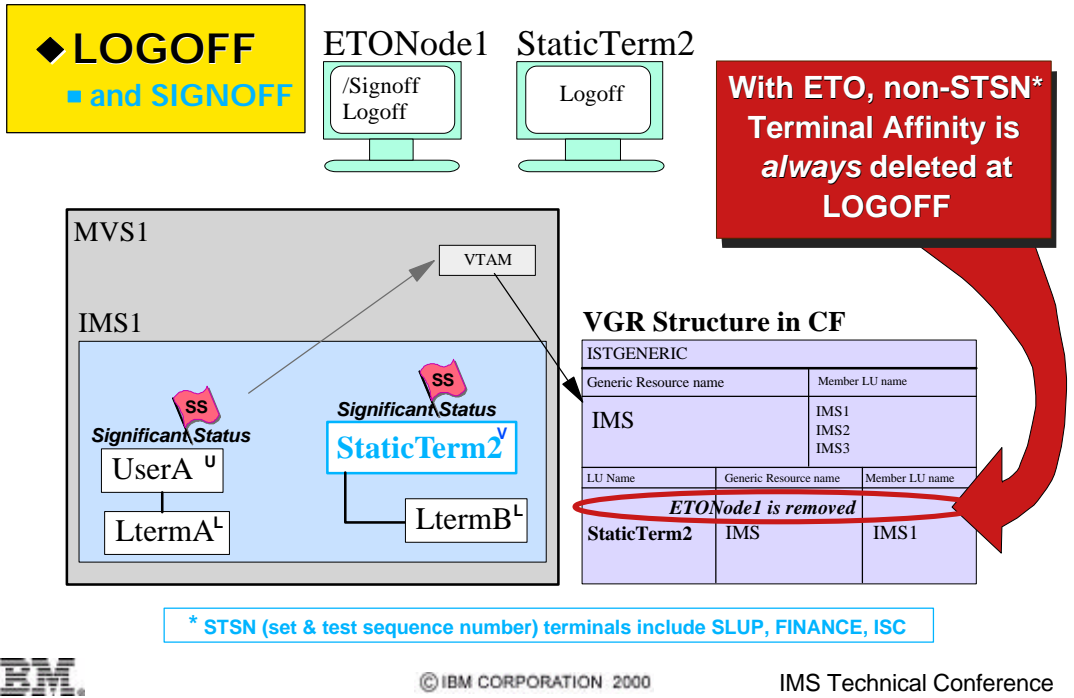 ◆ LOGOFF
■ and SIGNOFF
ETONode1
StaticTerm2
/Signoff
Logoff
Logoff
With ETO, non-STSN*
Terminal Affinity is
always deleted at
LOGOFF
MVS1
VTAM
IMS1
SS
Significant Status
UserA U
LtermA L
SS
Significant Status
StaticTerm2 V
LtermB L
VGR Structure in CF
ISTGENERIC
Generic Resource name
Member LU name
IMS
IMS1
IMS2
IMS3
LU Name
Generic Resource name
Member LU name
ETONode1 is removed
StaticTerm2
IMS
IMS1
* STSN (set & test sequence number) terminals include SLUP, FINANCE, ISC
IBM.
© IBM CORPORATION 2000
IMS Technical Conference